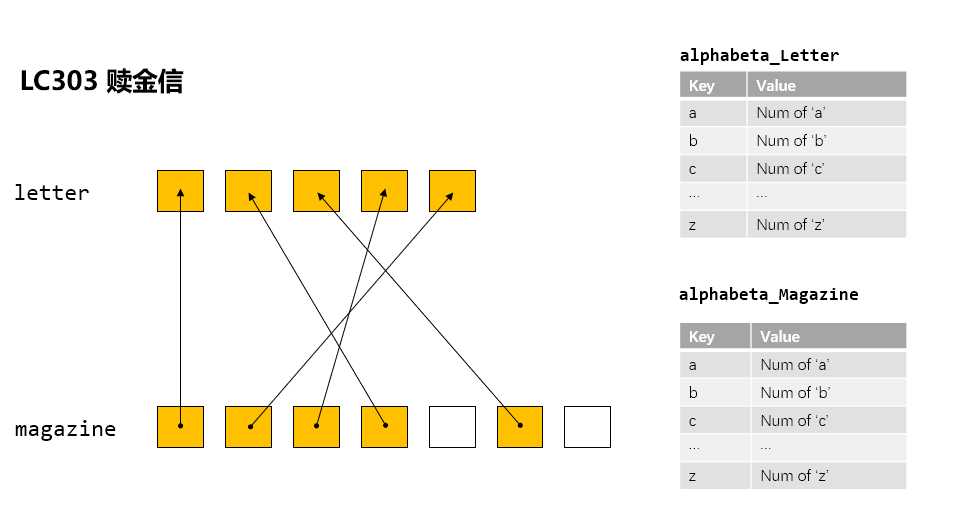 LC303 赎金信
letter
magazine
alphabeta_Letter
Key Value
a Num of ‘a’
b Num of ‘b’
c Num of ‘c’
... ...
z Num of ‘z’
alphabeta_Magazine
Key Value
a Num of ‘a’
b Num of ‘b’
c Num of ‘c’
... ...
z Num of ‘z’